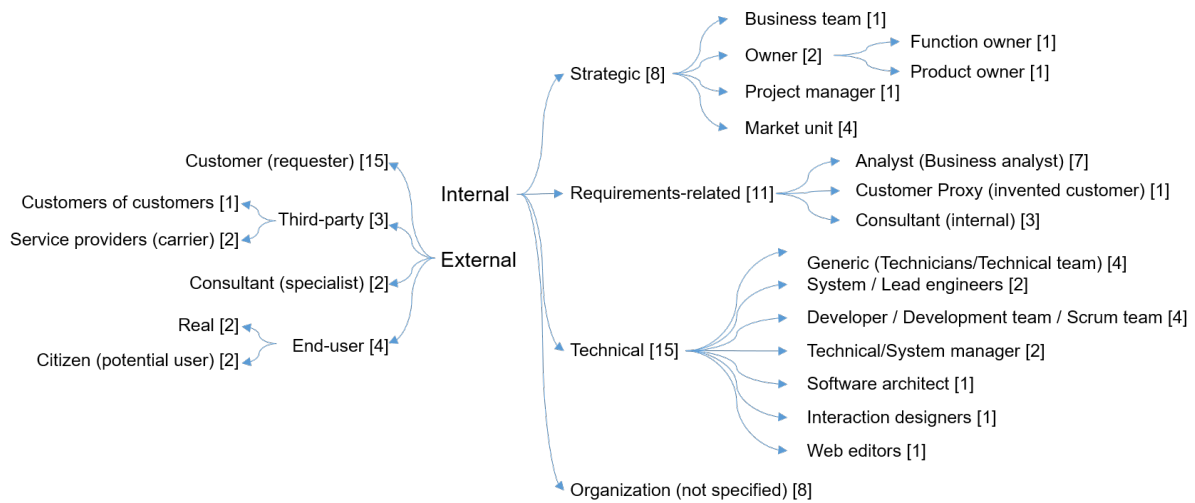 Internal
Strategic [8]
Business team [1]
Owner [2]
Function owner [1]
Product owner [1]
Project manager [1]
Market unit [4]
Requirements-related [11]
Analyst (Business analyst) [7]
Customer Proxy (invented customer) [1]
Consultant (internal) [3]
Technical [15]
Generic (Technicians/Technical team) [4]
System / Lead engineers [2]
Developer / Development team / Scrum team [4]
Technical/System manager [2]
Software architect [1]
Interaction designers [1]
Web editors [1]
Organization (not specified) [8]
External
Customer (requester) [15]
Third-party [3]
Customers of customers [1]
Service providers (carrier) [2]
Consultant (specialist) [2]
End-user [4]
Real [2]
Citizen (potential user) [2]